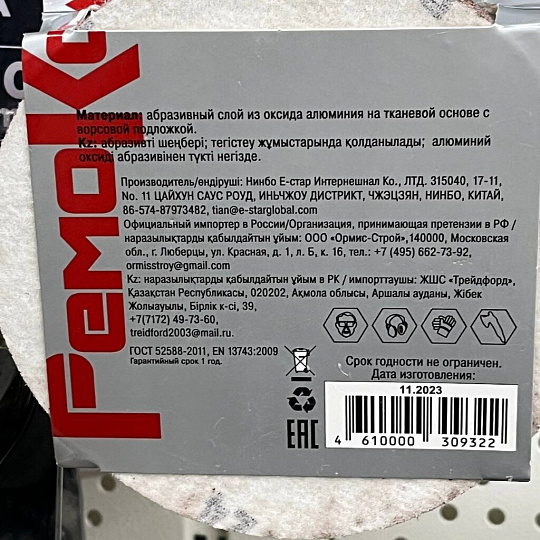 РемоКо
Материал: абразивный слой из оксида алюминия на тканевой основе с
ворсовой подложкой.
Kz: абразивті шеңбері; тегістеу жұмыстарында қолданылады; алюминий
оксиді абразивінен түкті негізде.
Производитель/өндіруші: Нинбо Е-стар Интернешнал Ко., ЛТД. 315040, 17-11,
No. 11 ЦАЙХУН САУС РОУД, ИНЬЧЖОУ ДИСТРИКТ, ЧЖЭЦЗЯН, НИНБО, КИТАЙ,
86-574-87973482, tian@e-starglobal.com
Официальный импортер в России/Организация, принимающая претензии в РФ /
наразылықтарды қабылдайтын ұйым: ООО «Ормис-Строй»,140000, Московская
обл., г. Люберцы, ул. Красная, д. 1, л. Б, к. 16, тел.: +7 (495) 662-73-92,
ormisstroy@gmail.com
Kz: наразылықтарды қабылдайтын ұйым в РК / импорттаушы: ЖШС «Трейдфорд»,
Қазақстан Республикасы, 020202, Ақмола облысы, Аршалы ауданы, Жібек
Жолыауылы, Бірлік к-сі, 39,
+7(7172) 49-73-60,
treidford2003@mail.ru.
ГОСТ 52588-2011, EN 13743:2009
Гарантийный срок 1 год.
Срок годности не ограничен.
Дата изготовления:
11.2023
EAC
4 610000 309322